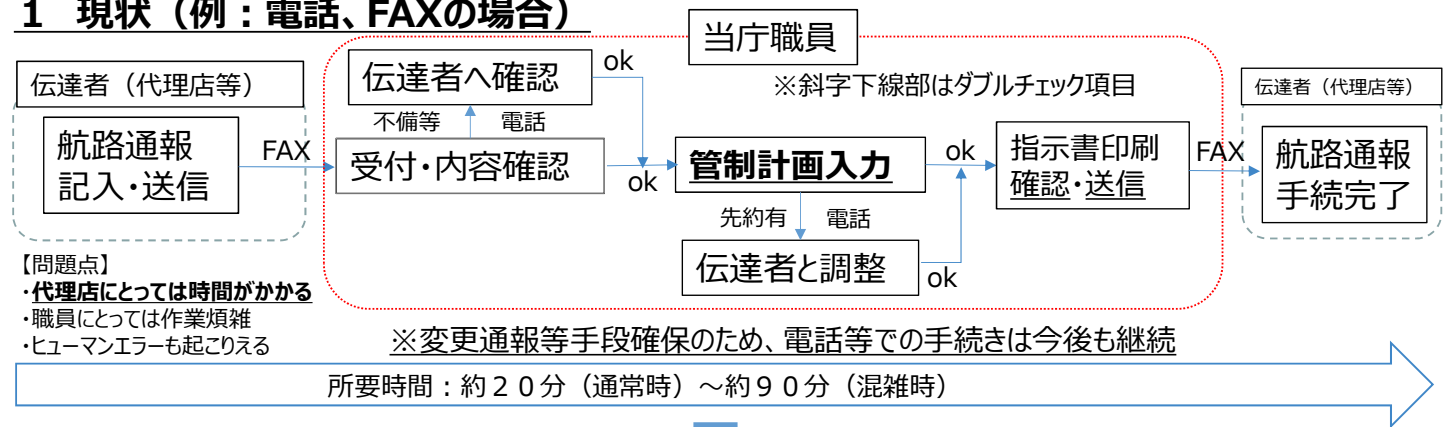 1 現状（例：電話、FAXの場合）
当庁職員
伝達者（代理店等）
伝達者へ確認
ok
※斜字下線部はダブルチェック項目
伝達者（代理店等）
不備等 電話
航路通報
記入・送信
FAX
受付・内容確認
ok
管制計画入力
ok
指示書印刷
確認・送信
FAX
航路通報
手続完了
先約有 電話
伝達者と調整
ok
【問題点】
・代理店にとっては時間がかかる
・職員にとっては作業煩雑
・ヒューマンエラーも起こりえる
※変更通報等手段確保のため、電話等での手続きは今後も継続
所要時間：約２０分（通常時）～約９０分（混雑時）